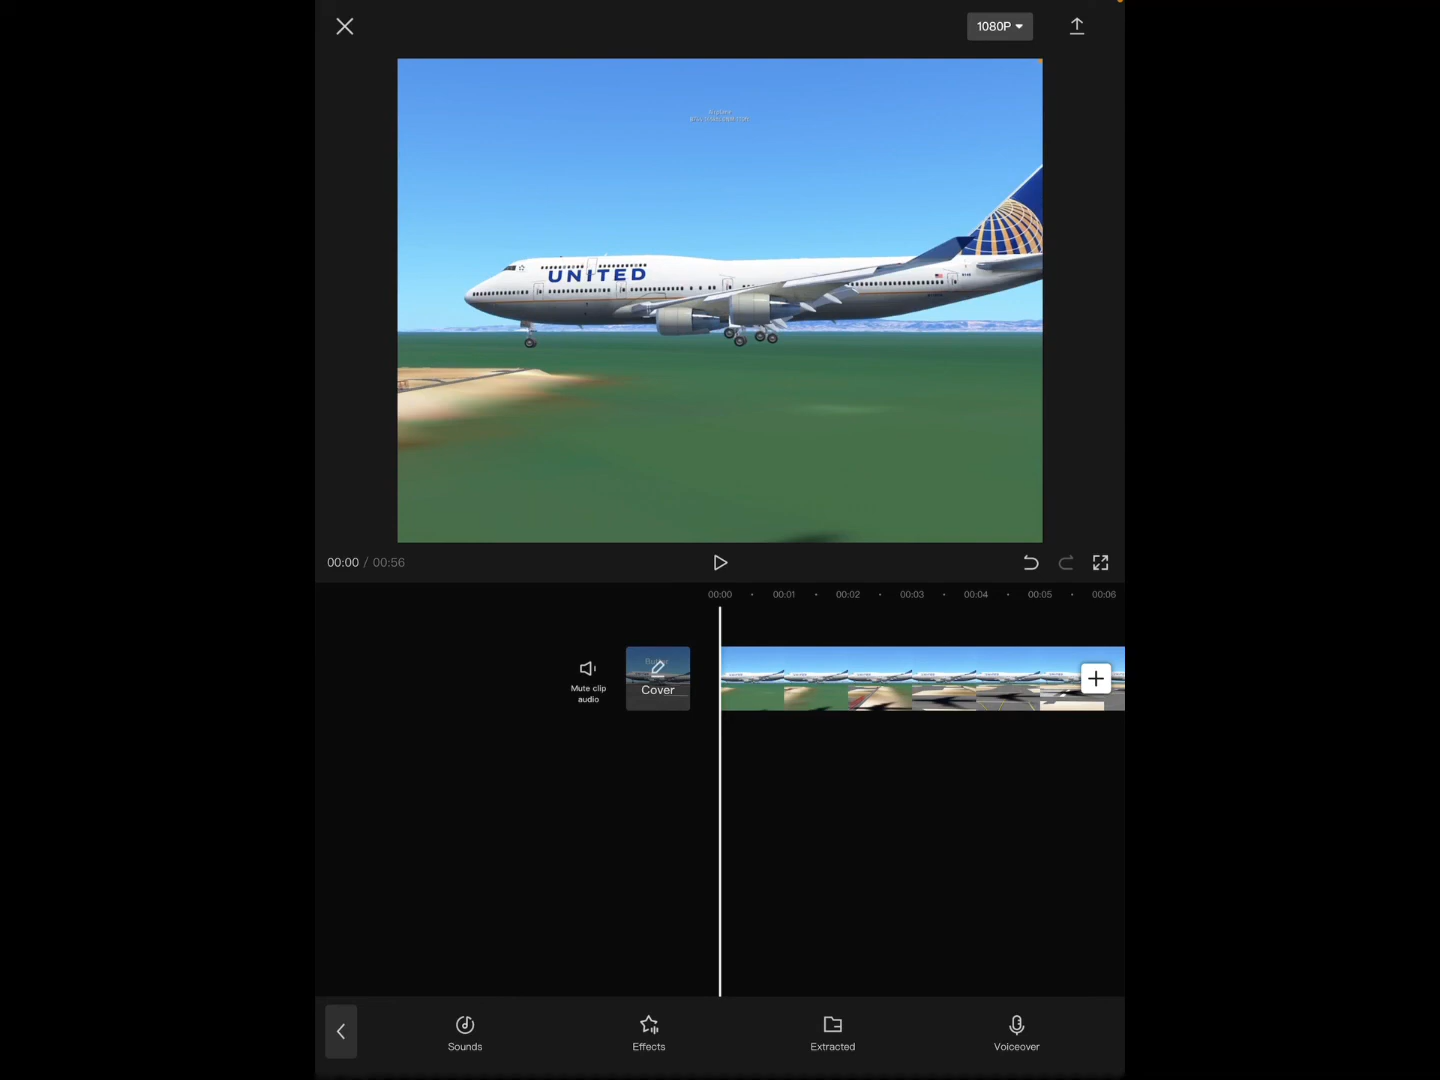 1080P
UNITED
00:00 / 00:56
00:00 00:01 00:02 00:03 00:04 00:05 00:06
Mute clip
audio
Cover
Sounds
Effects
Extracted
Voiceover